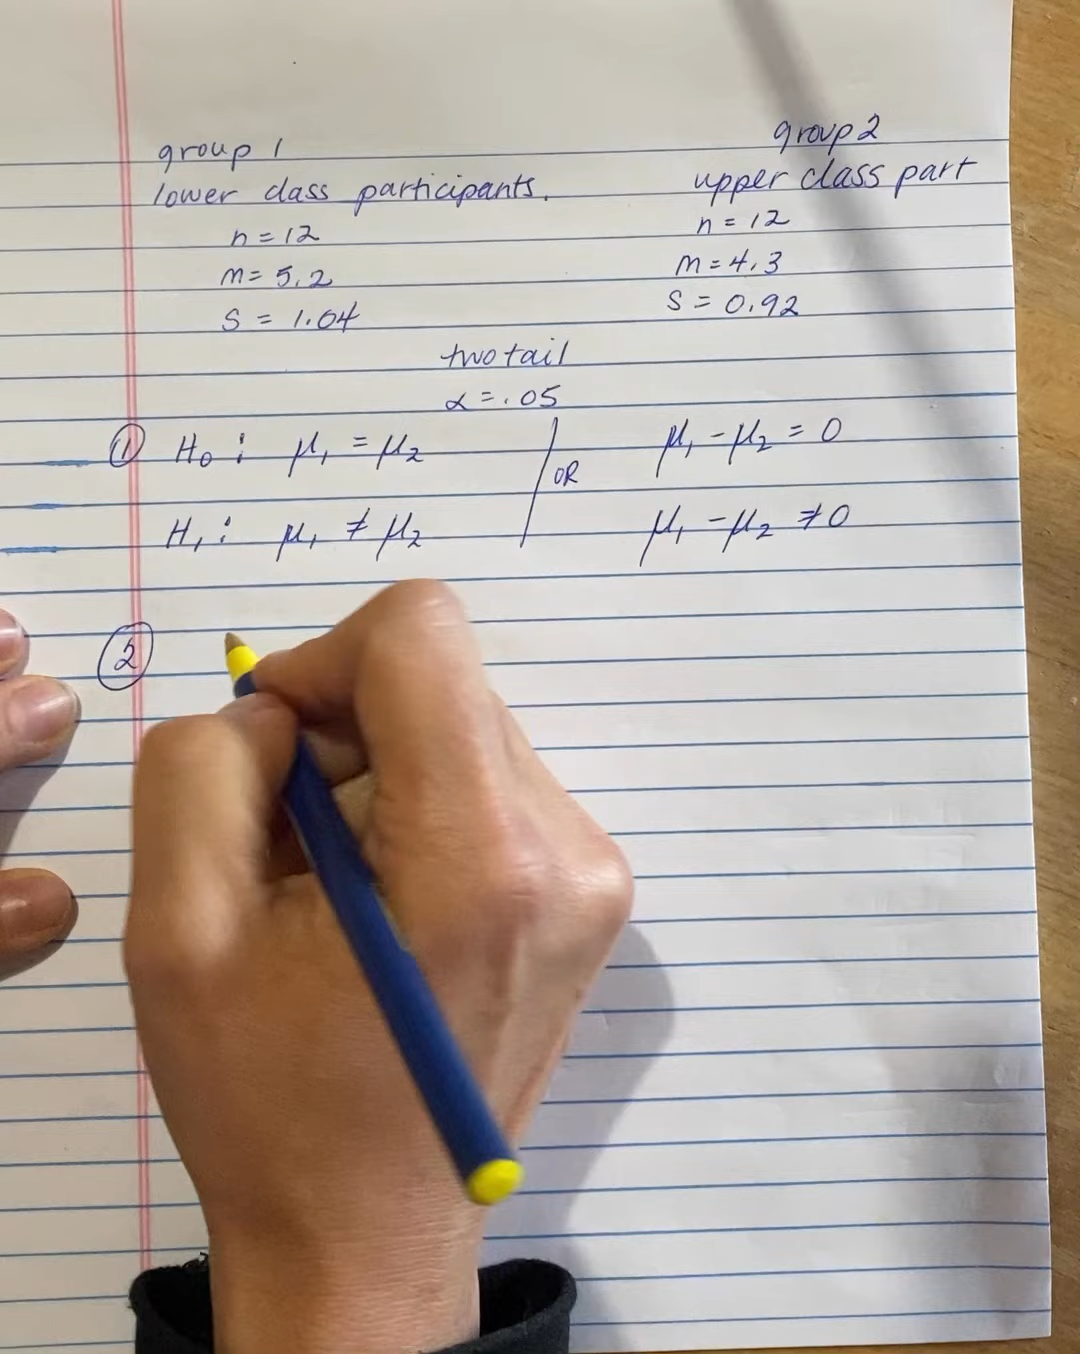 group 1
lower class participants.
n = 12
m = 5.2
S = 1.04
group 2
upper class part
n = 12
m = 4.3
S = 0.92
two tail
α = .05
① H₀ : μ₁ = μ₂
H₁ : μ₁ ≠ μ₂
OR
μ₁ - μ₂ = 0
μ₁ - μ₂ ≠ 0
②